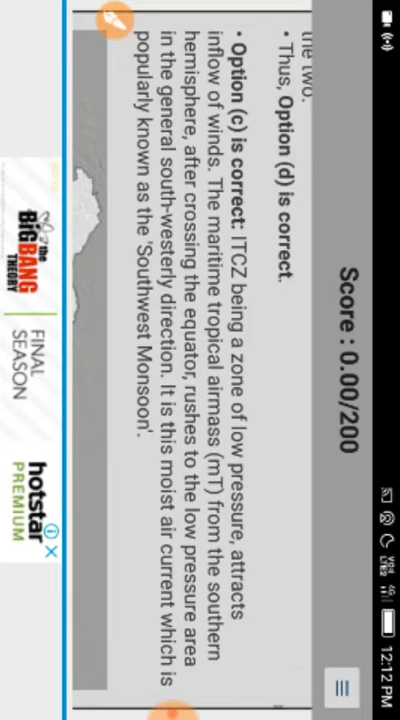 12:12 PM
Score : 0.00/200
the two.
• Thus, Option (d) is correct.
• Option (c) is correct: ITCZ being a zone of low pressure, attracts
inflow of winds. The maritime tropical airmass (mT) from the southern
hemisphere, after crossing the equator, rushes to the low pressure area
in the general south-westerly direction. It is this moist air current which is
popularly known as the 'Southwest Monsoon'.
the
BIG BANG
THEORY
FINAL
SEASON
hotstar
PREMIUM